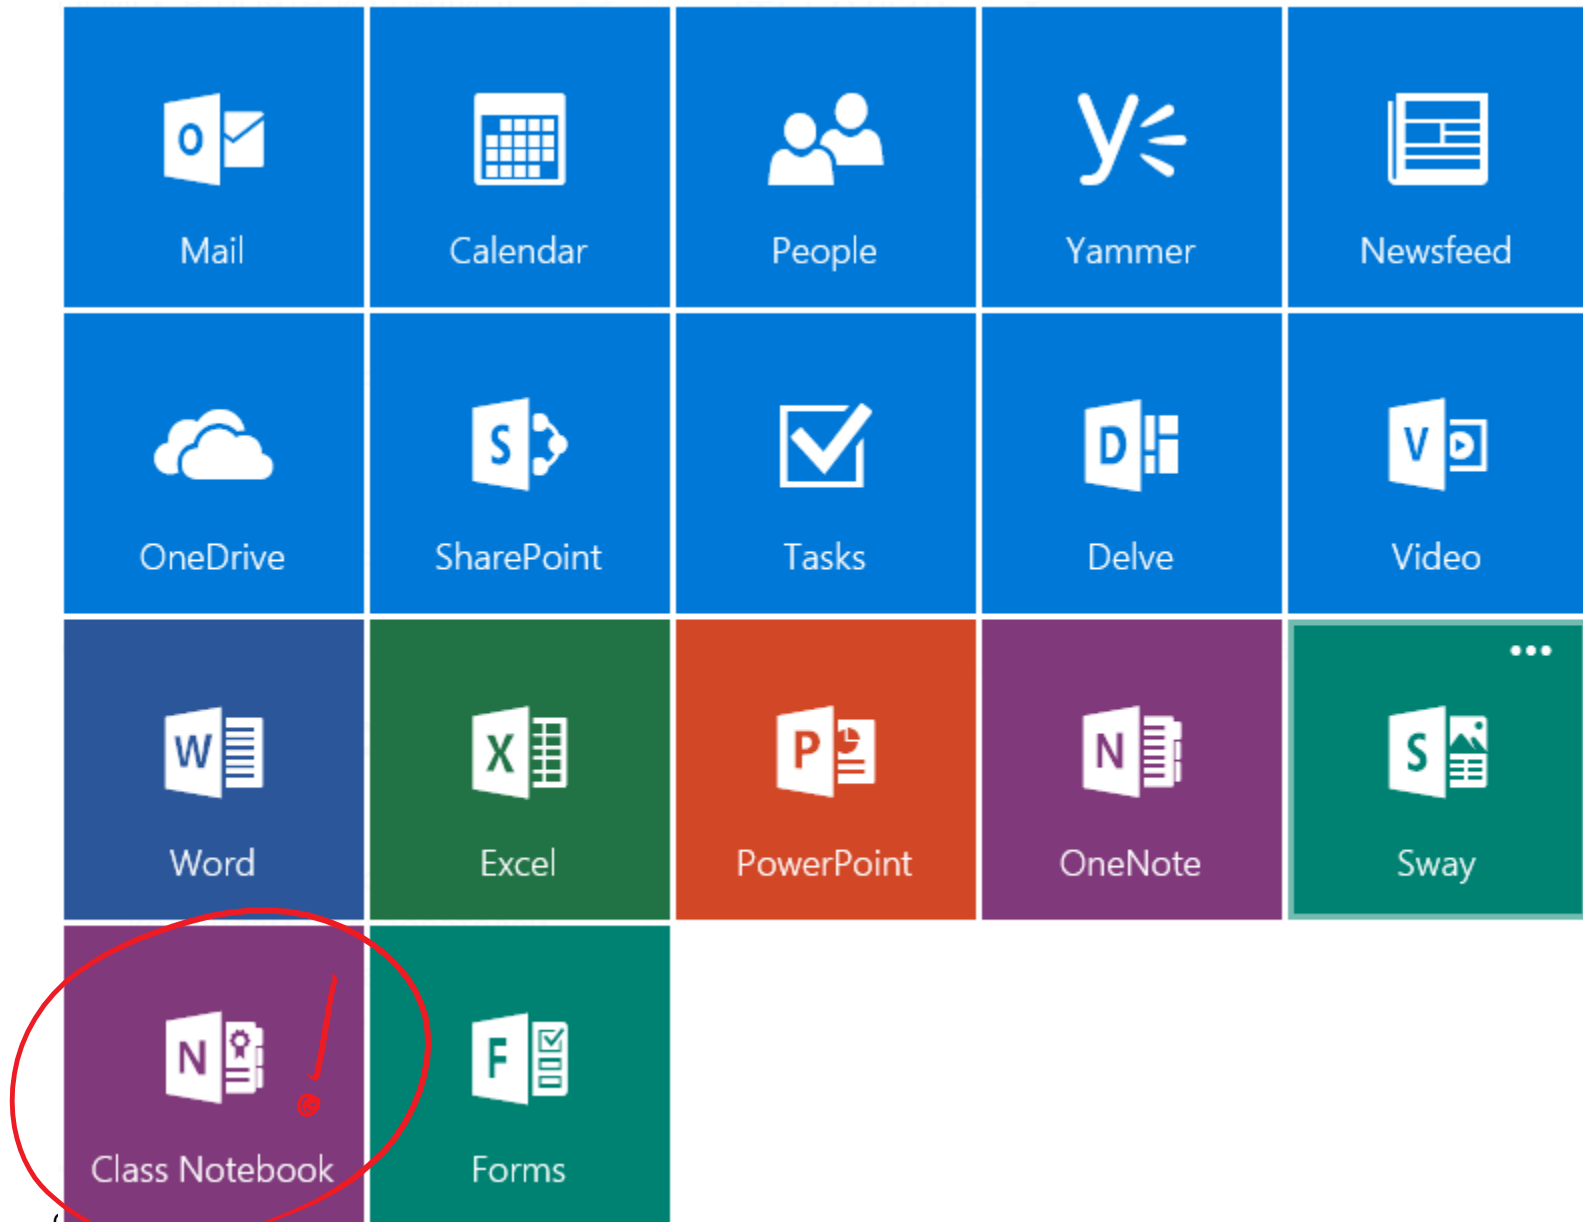 O
Mail Calendar People Yammer Newsfeed
S D V
OneDrive SharePoint Tasks Delve Video
W X P N S
Word Excel PowerPoint OneNote Sway
N ! F
Class Notebook Forms